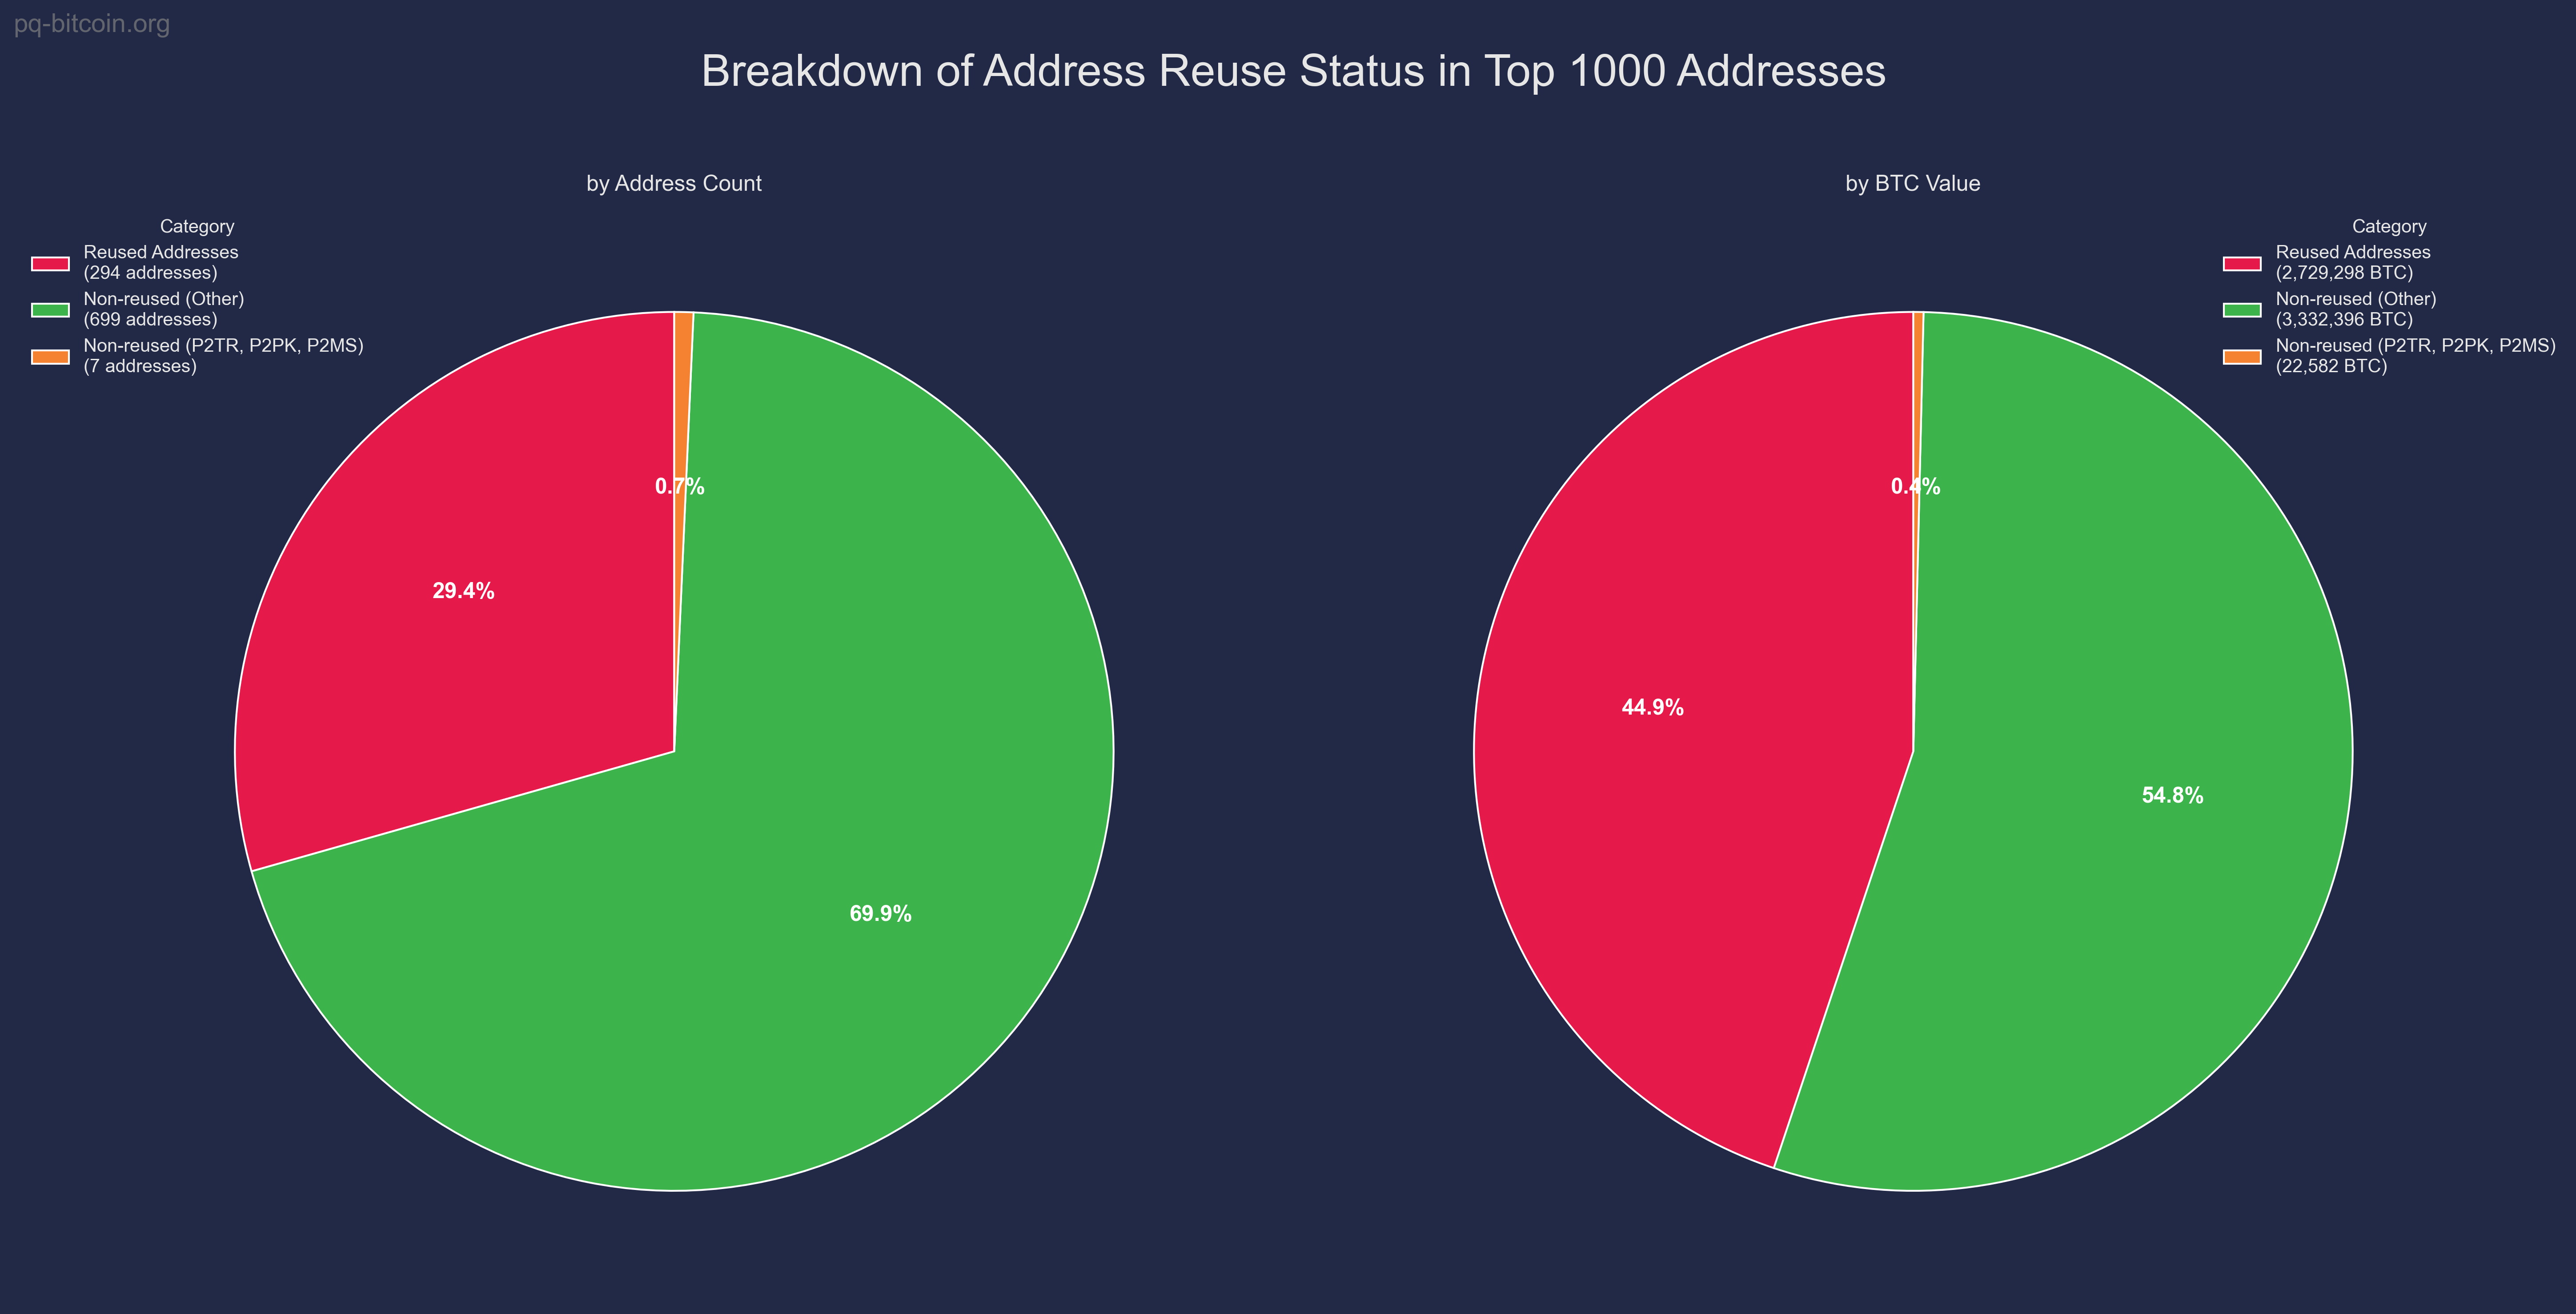 pq-bitcoin.org
Breakdown of Address Reuse Status in Top 1000 Addresses
by Address Count
Category
Reused Addresses
(294 addresses)
Non-reused (Other)
(699 addresses)
Non-reused (P2TR, P2PK, P2MS)
(7 addresses)
0.7%
29.4%
69.9%
by BTC Value
Category
Reused Addresses
(2,729,298 BTC)
Non-reused (Other)
(3,332,396 BTC)
Non-reused (P2TR, P2PK, P2MS)
(22,582 BTC)
0.4%
44.9%
54.8%